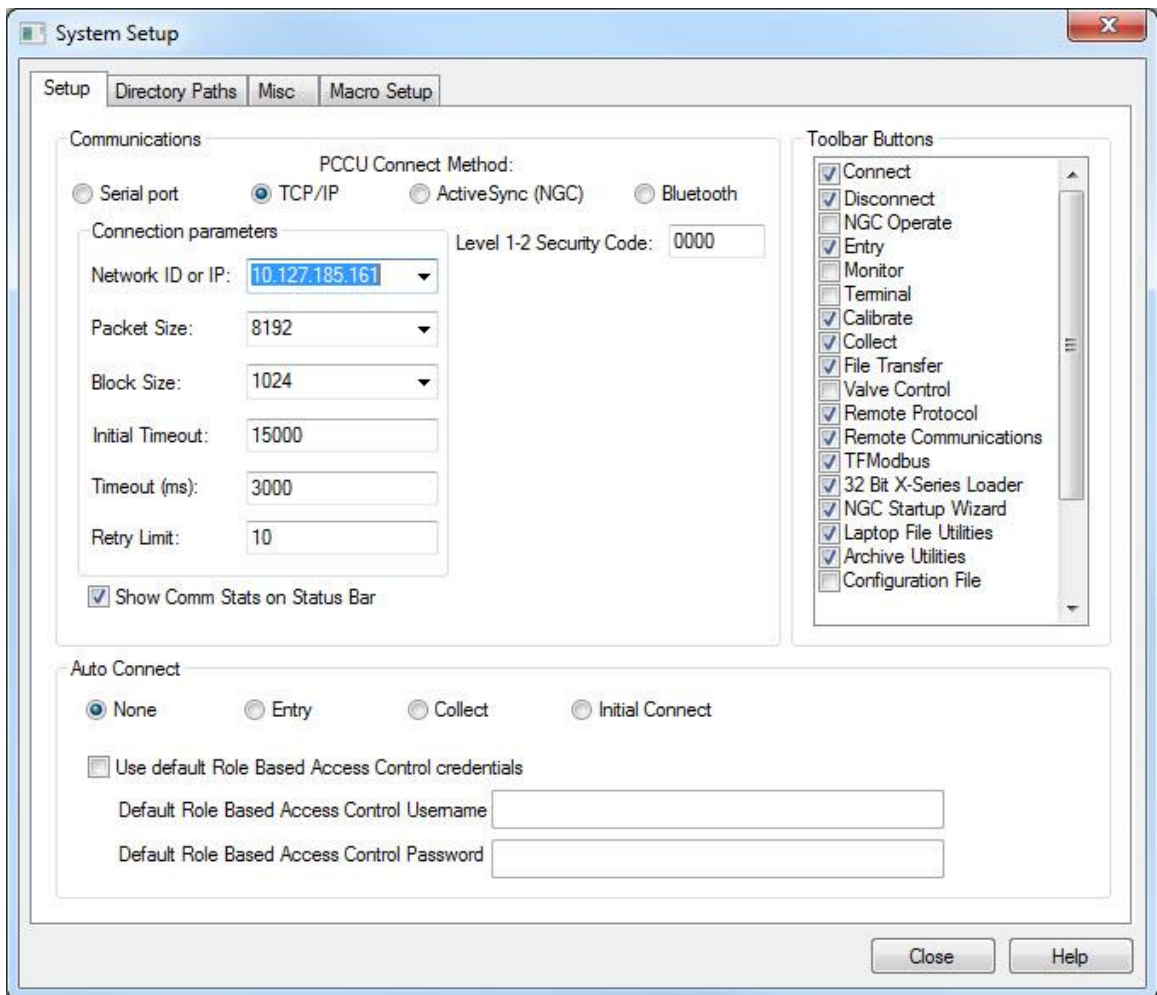 System Setup
Setup Directory Paths Misc Macro Setup
Communications
PCCU Connect Method:
Serial port TCP/IP ActiveSync (NGC) Bluetooth
Connection parameters
Level 1-2 Security Code: 0000
Network ID or IP: 10.127.185.161
Packet Size: 8192
Block Size: 1024
Initial Timeout: 15000
Timeout (ms): 3000
Retry Limit: 10
Show Comm Stats on Status Bar
Toolbar Buttons
Connect
Disconnect
NGC Operate
Entry
Monitor
Terminal
Calibrate
Collect
File Transfer
Valve Control
Remote Protocol
Remote Communications
TFModbus
32 Bit X-Series Loader
NGC Startup Wizard
Laptop File Utilities
Archive Utilities
Configuration File
Auto Connect
None Entry Collect Initial Connect
Use default Role Based Access Control credentials
Default Role Based Access Control Username
Default Role Based Access Control Password
Close Help